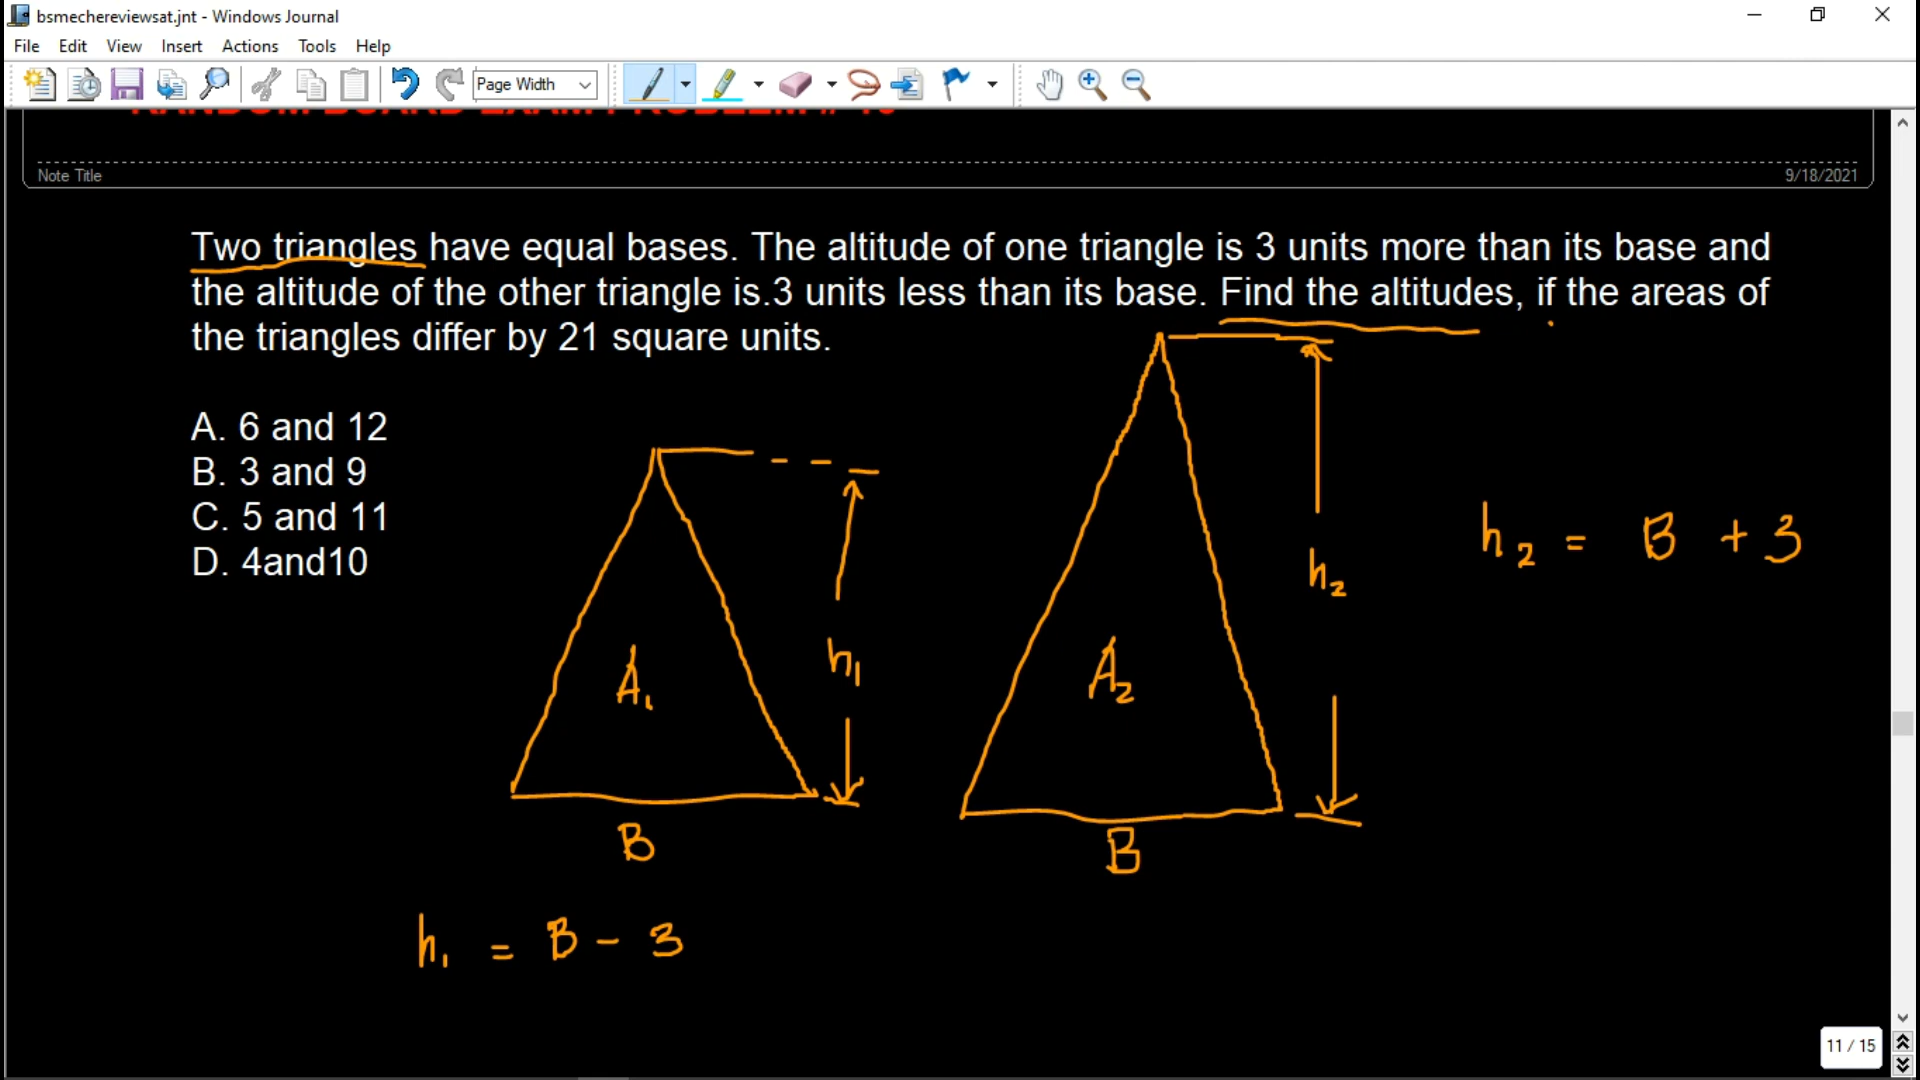 bsmechereviewsat.jnt - Windows Journal
File Edit View Insert Actions Tools Help
Page Width
RANDOM BOARD EXAM PROBLEM #
Note Title
9/18/2021
Two triangles have equal bases. The altitude of one triangle is 3 units more than its base and
the altitude of the other triangle is.3 units less than its base. Find the altitudes, if the areas of
the triangles differ by 21 square units.
A. 6 and 12
B. 3 and 9
C. 5 and 11
D. 4and10
h₂ = B + 3
h₂
h₁
A₁
A₂
B
B
h₁ = B - 3
11 / 15